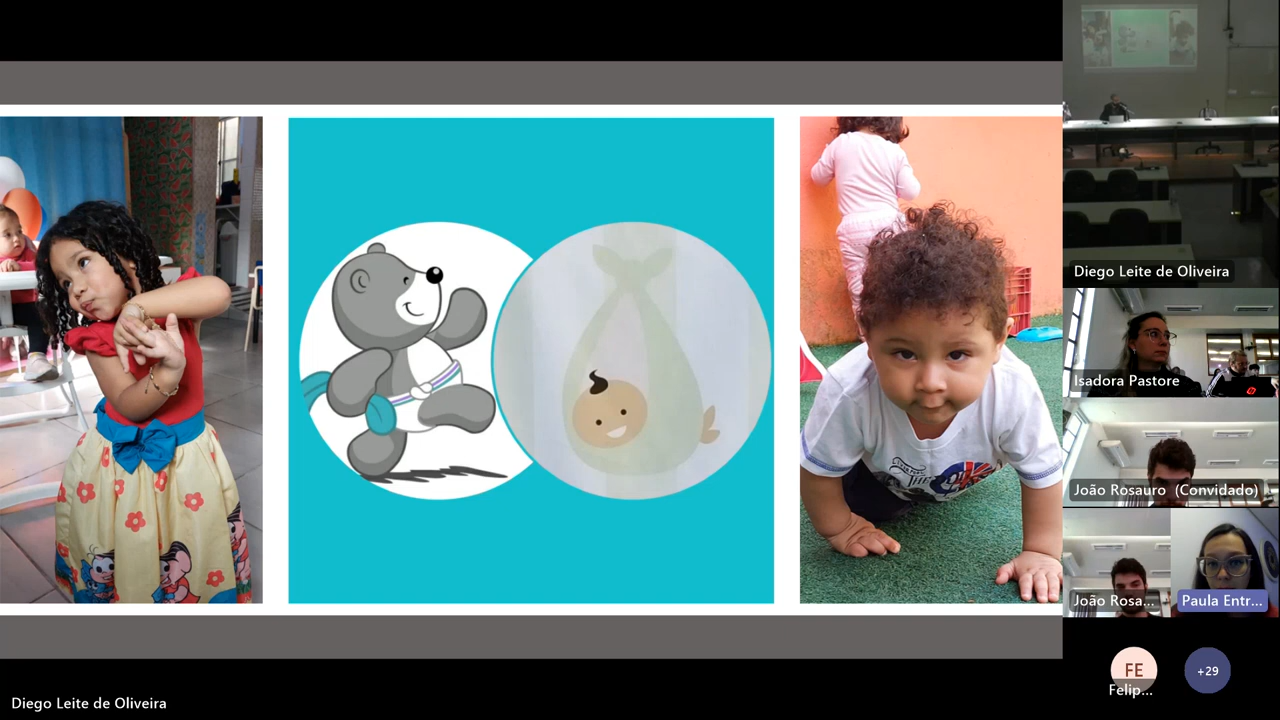 Diego Leite de Oliveira
Isadora Pastore
João Rosauro (Convidado)
João Rosa...
Paula Entr...
FE
Felip...
+29
Diego Leite de Oliveira